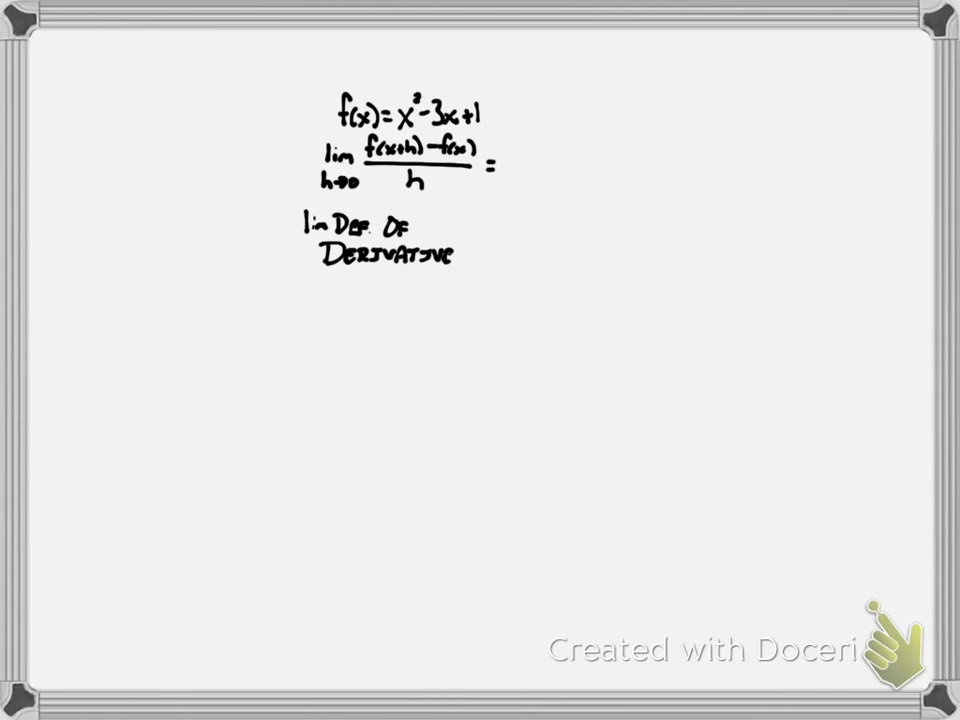 f(x) = x² - 3x + 1
lim h→0 f(x+h) - f(x) / h =
lim DEF. OF
DERIVATIVE
Created with Doceri